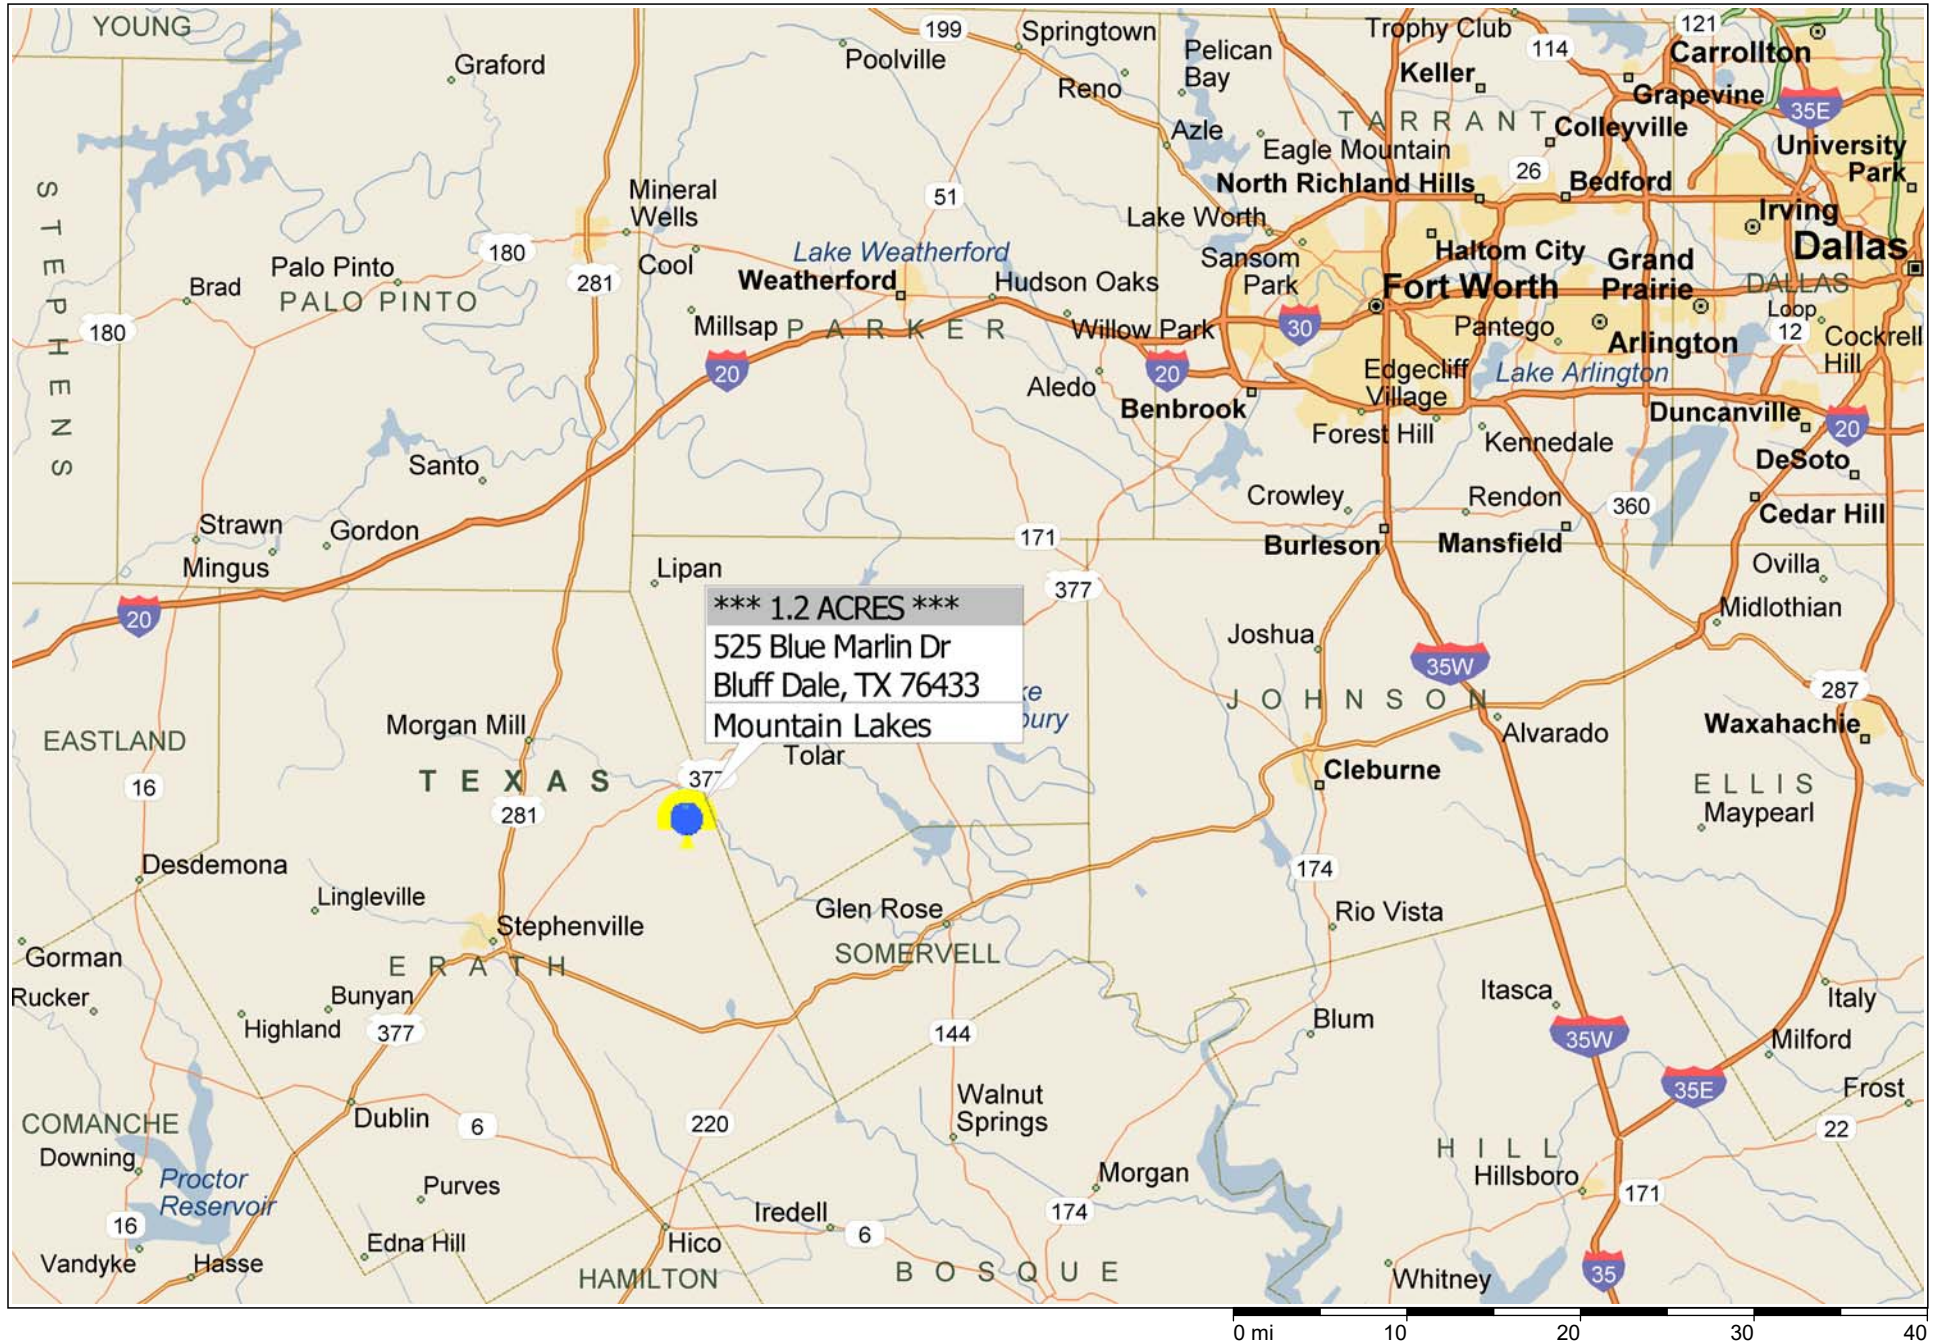 YOUNG
199
Springtown
Trophy Club
121
Graford
Poolville
Pelican
Bay
114
Carrollton
Keller
Reno
Grapevine
35E
TARRANT
Colleyville
Azle
Eagle Mountain
University
Park
26
STEPHENS
Mineral
Wells
51
North Richland Hills
Bedford
Lake Worth
Irving
180
Lake Weatherford
Haltom City
Dallas
Palo Pinto
Cool
Weatherford
Hudson Oaks
Sansom
Park
Grand
Prairie
Brad
PALO PINTO
281
Fort Worth
DALLAS
180
Millsap
PARKER
Willow Park
30
Pantego
Loop
12
Cockrell
Hill
Arlington
20
20
Aledo
Edgecliff
Village
Lake Arlington
Benbrook
Duncanville
20
Forest Hill
Kennedale
Santo
DeSoto
Crowley
Rendon
360
Cedar Hill
Strawn
Gordon
171
Burleson
Mansfield
Mingus
Lipan
Ovilla
377
20
*** 1.2 ACRES ***
525 Blue Marlin Dr
Bluff Dale, TX 76433
Mountain Lakes
Midlothian
Joshua
35W
ke
bury
JOHNSON
287
Morgan Mill
Alvarado
Waxahachie
EASTLAND
Tolar
TEXAS
377
Cleburne
16
281
ELLIS
Maypearl
Desdemona
174
Lingleville
Glen Rose
Rio Vista
Stephenville
Gorman
ERATH
SOMERVELL
Rucker
Bunyan
Itasca
Italy
Highland
377
144
Blum
35W
Milford
35E
Frost
Walnut
Springs
COMANCHE
Dublin
6
220
22
Downing
HILL
Proctor
Reservoir
Purves
Morgan
Hillsboro
171
16
Iredell
6
174
Vandyke
Hasse
Edna Hill
Hico
HAMILTON
BOSQUE
Whitney
35
0 mi
10
20
30
40